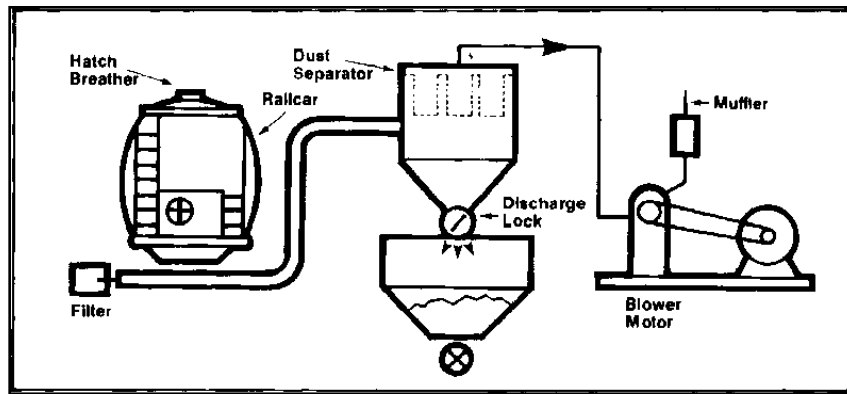 Hatch
Breather
Railcar
Dust
Separator
Muffler
Discharge
Lock
Filter
Blower
Motor